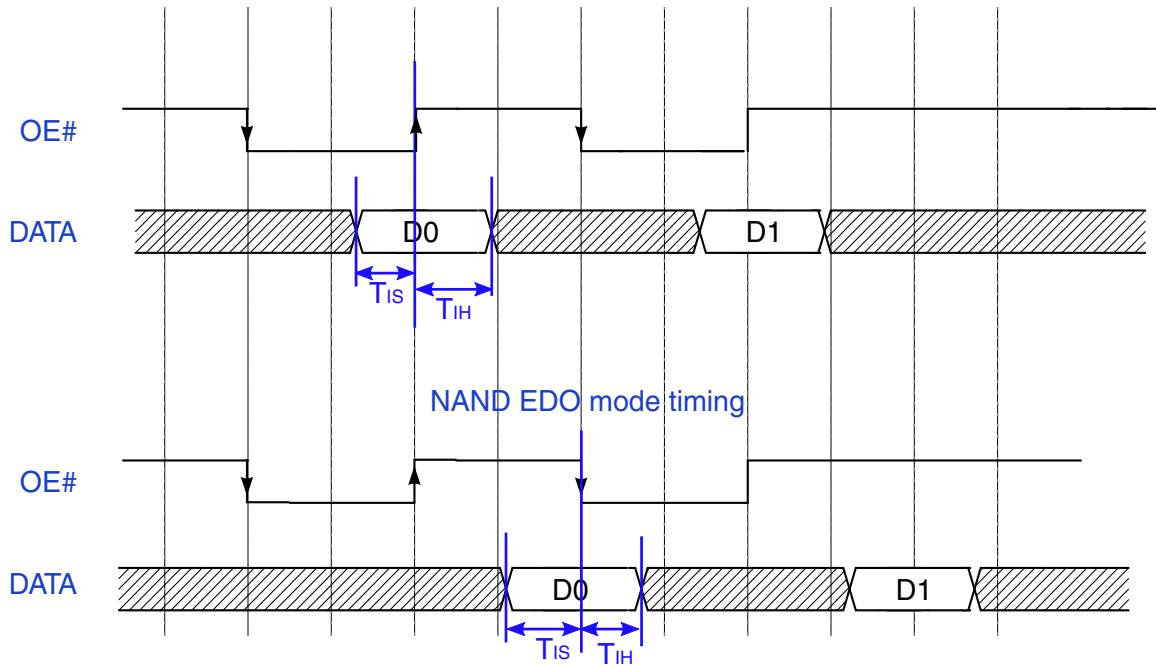 OE#
DATA D0 D1
TIS TIH
NAND EDO mode timing
OE#
DATA D0 D1
TIS TIH